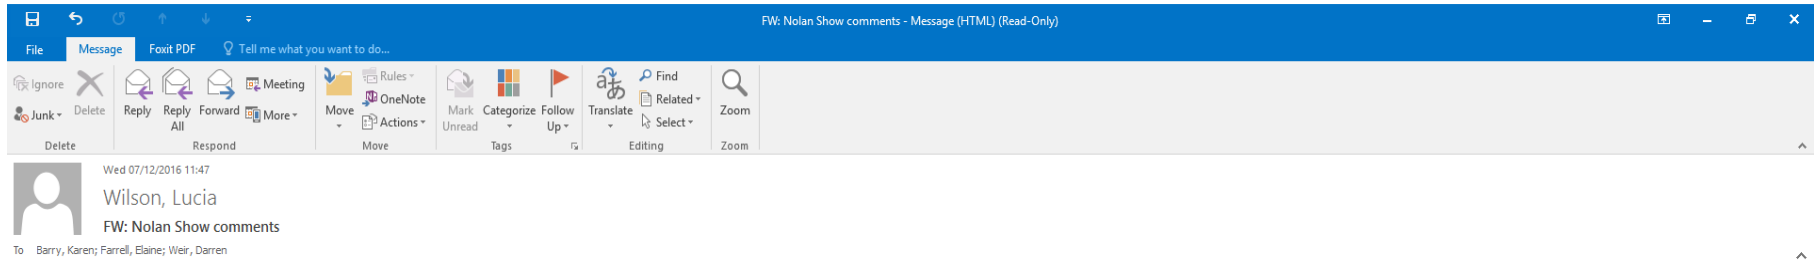 FW: Nolan Show comments - Message (HTML) (Read-Only)
File Message Foxit PDF Tell me what you want to do...
Ignore
Junk
Delete
Delete
Reply
Reply All
Forward
Meeting
More
Respond
Move
Rules
OneNote
Actions
Move
Mark Unread
Categorize
Follow Up
Tags
Translate
Find
Related
Select
Editing
Zoom
Zoom
Wed 07/12/2016 11:47
Wilson, Lucia
FW: Nolan Show comments
To Barry, Karen; Farrell, Elaine; Weir, Darren